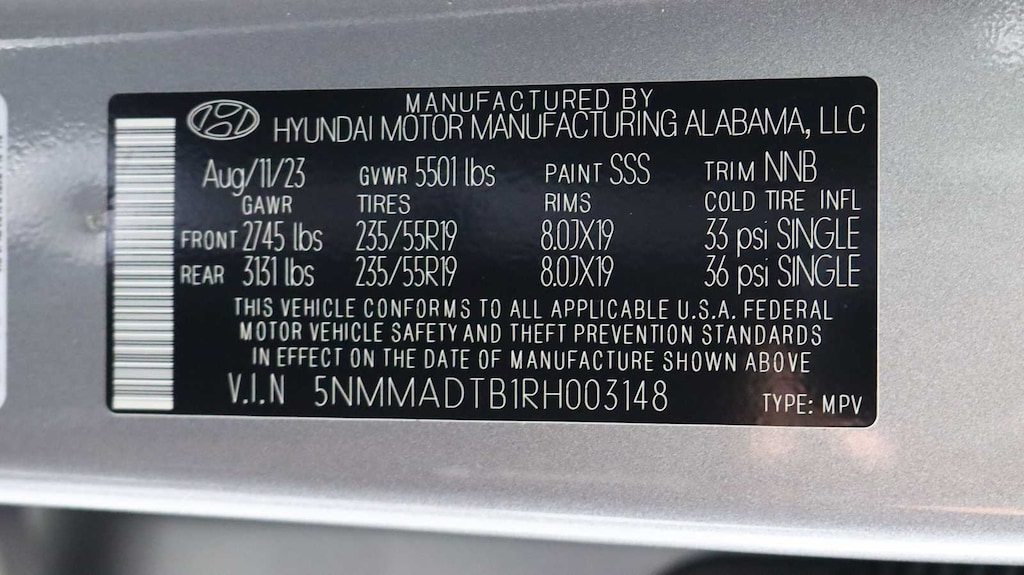 MANUFACTURED BY
HYUNDAI MOTOR MANUFACTURING ALABAMA, LLC
Aug/11/23 GVWR 5501 lbs PAINT SSS TRIM NNB
GAWR TIRES RIMS COLD TIRE INFL
FRONT 2745 lbs 235/55R19 8.0JX19 33 psi SINGLE
REAR 3131 lbs 235/55R19 8.0JX19 36 psi SINGLE
THIS VEHICLE CONFORMS TO ALL APPLICABLE U.S.A. FEDERAL
MOTOR VEHICLE SAFETY AND THEFT PREVENTION STANDARDS
IN EFFECT ON THE DATE OF MANUFACTURE SHOWN ABOVE
V.I.N 5NMMADTB1RH003148 TYPE: MPV